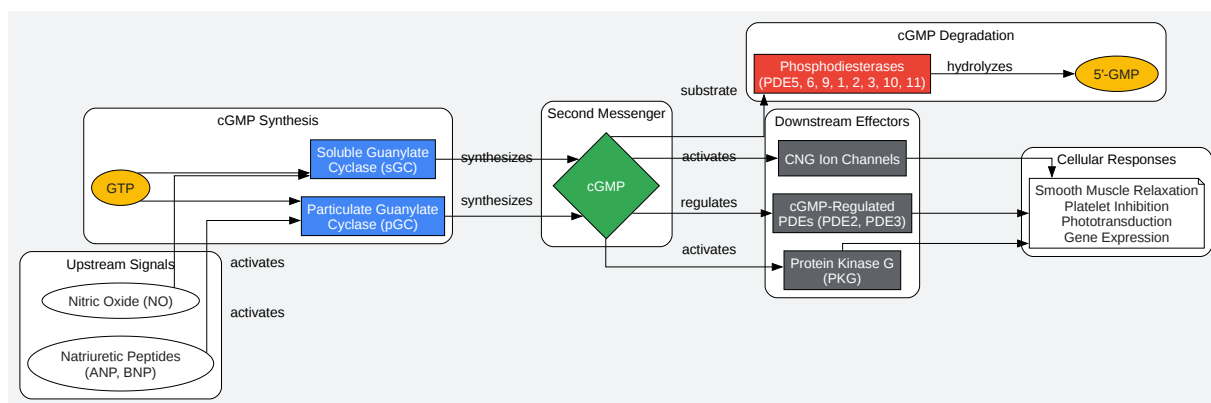 cGMP Degradation
Phosphodiesterases
(PDE5, 6, 9, 1, 2, 3, 10, 11)
hydrolyzes
5'-GMP
substrate
cGMP Synthesis
Soluble Guanylate
Cyclase (sGC)
GTP
Particulate Guanylate
Cyclase (pGC)
synthesizes
synthesizes
Second Messenger
cGMP
activates
regulates
activates
Downstream Effectors
CNG Ion Channels
cGMP-Regulated
PDEs (PDE2, PDE3)
Protein Kinase G
(PKG)
Cellular Responses
Smooth Muscle Relaxation
Platelet Inhibition
Phototransduction
Gene Expression
Upstream Signals
activates
Nitric Oxide (NO)
activates
Natriuretic Peptides
(ANP, BNP)